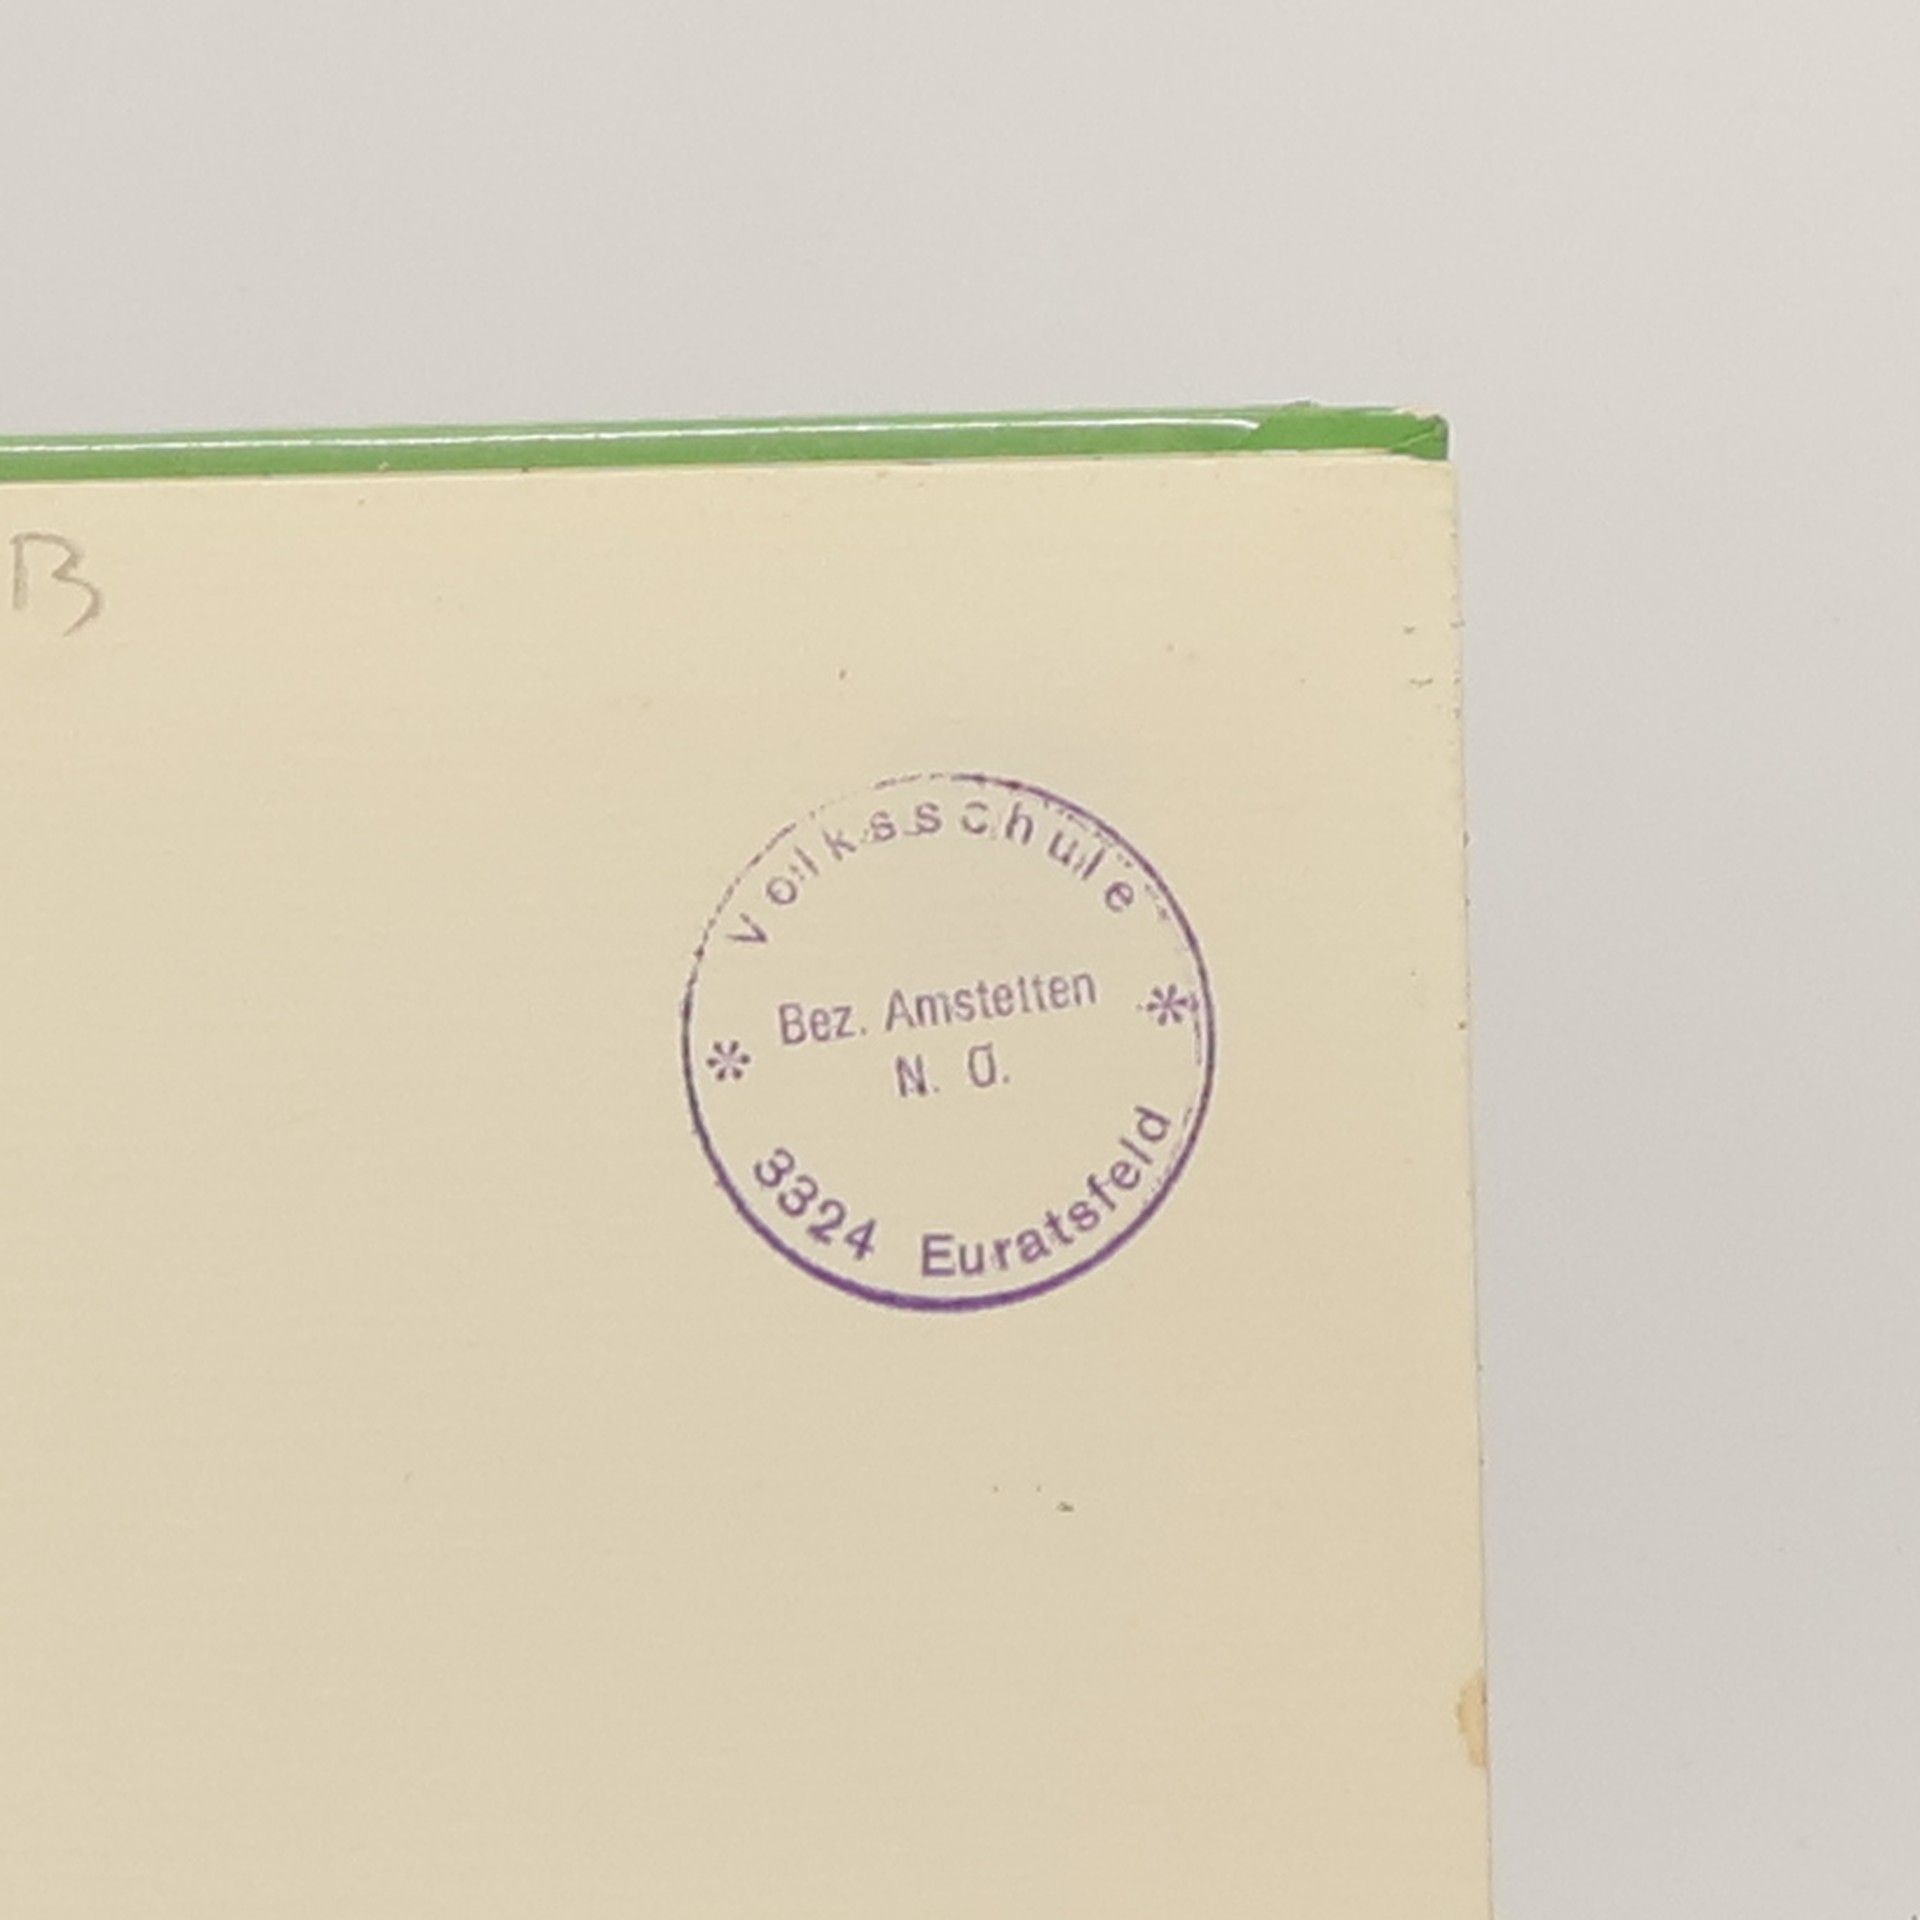 B
Volksschule
Bez. Amstetten
N. Ö.
3324 Euratsfeld